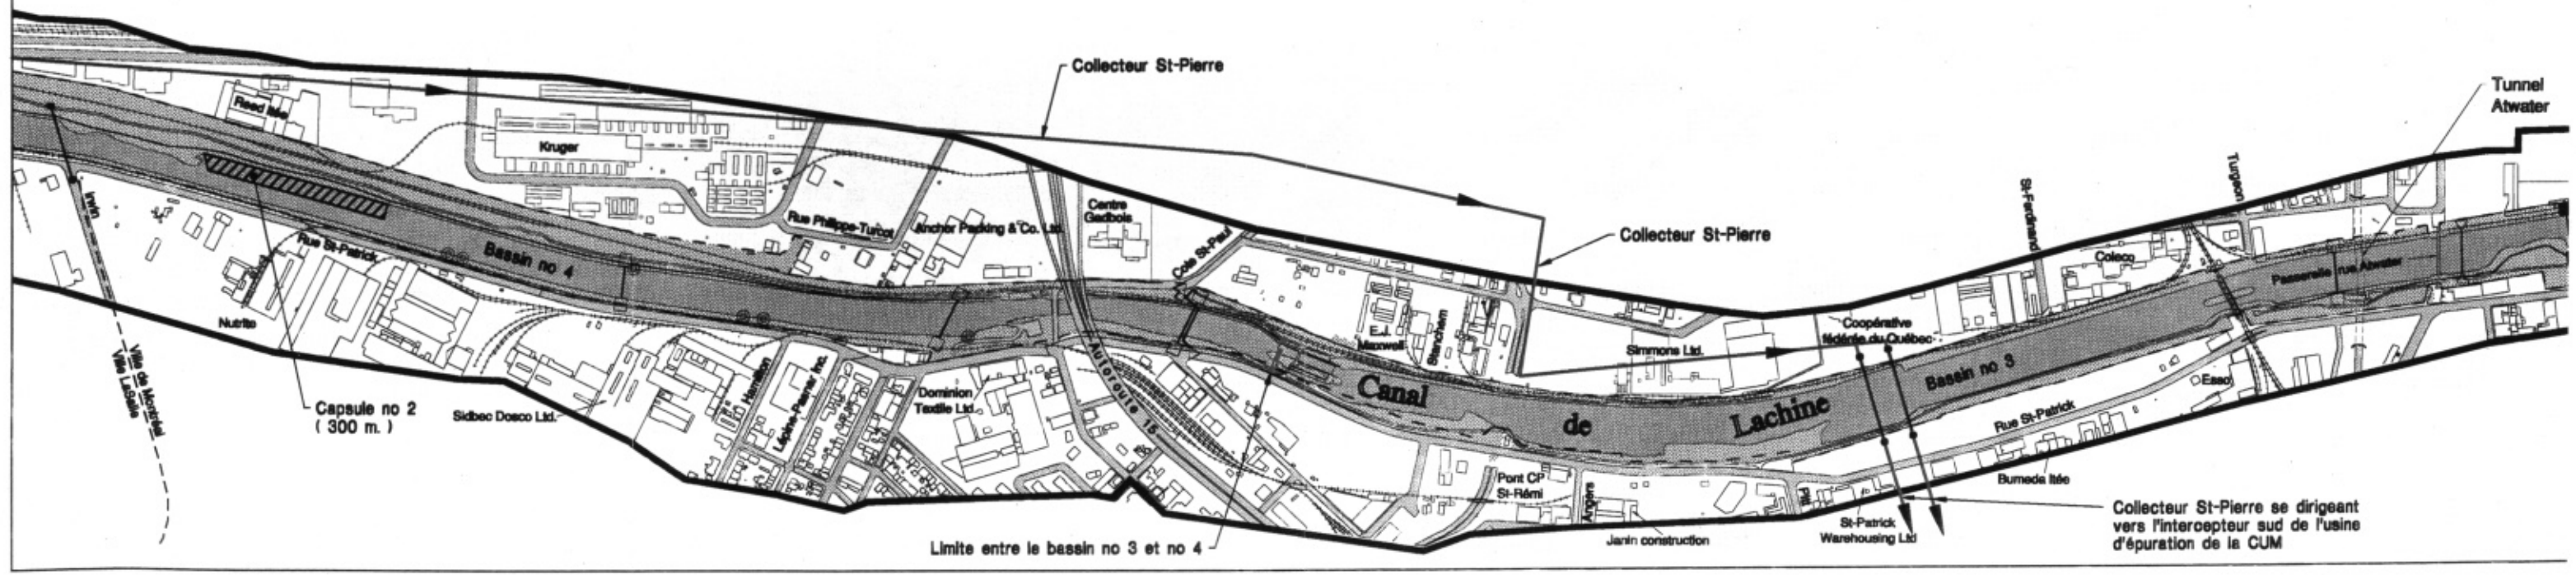 Collecteur St-Pierre
Tunnel
Atwater
Reed ltée
Kruger
Irwin
Rue St-Patrick
Bassin no 4
Rue Philippe-Turcot
Anchor Packing & Co. Ltd.
Centre
Gadbois
Cote St-Paul
Collecteur St-Pierre
St-Ferdinand
Turgeon
Coleco
Passerelle rue Atwater
Nutrite
Ville de Montréal
Ville LaSalle
Capsule no 2
( 300 m. )
Sidbec Dosco Ltd.
Hamilton
Dominion
Textile Ltd.
Autoroute 15
E.J.
Maxwell
Stanchem
Simmons Ltd.
Coopérative
fédérée du Québec
Canal
de
Lachine
Bassin no 3
Esso
Rue St-Patrick
Pont CP
St-Rémi
Angers
Janin construction
Pitt
St-Patrick
Warehousing Ltd
Burneda ltée
Limite entre le bassin no 3 et no 4
Collecteur St-Pierre se dirigeant
vers l'intercepteur sud de l'usine
d'épuration de la CUM